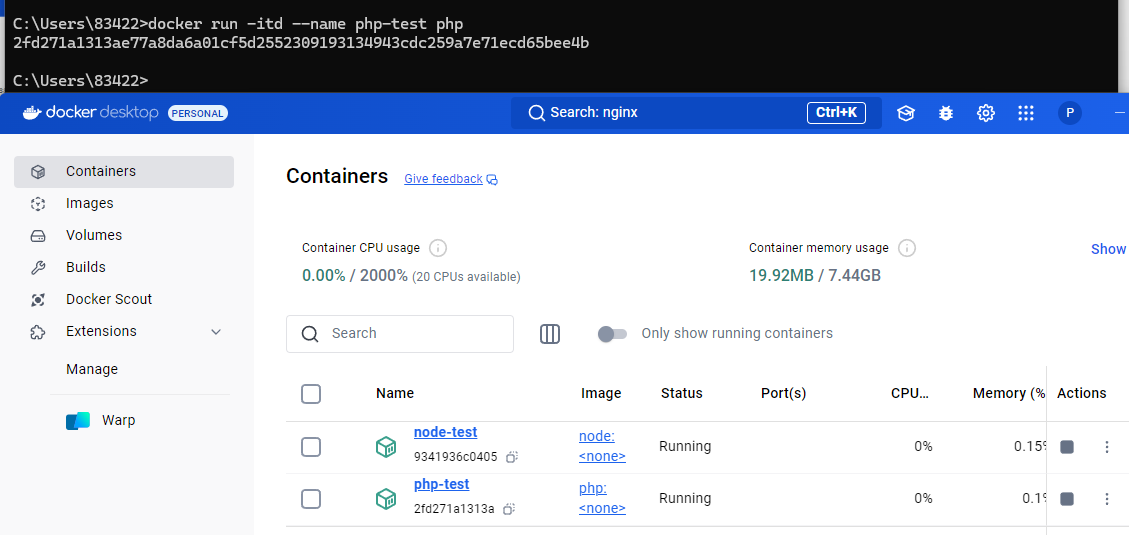 C:\Users\83422>docker run -itd --name php-test php
2fd271a1313ae77a8da6a01cf5d2552309193134943cdc259a7e71ecd65bee4b
C:\Users\83422>
docker desktop PERSONAL Search: nginx Ctrl+K P
Containers
Images
Volumes
Builds
Docker Scout
Extensions
Manage
Warp
Containers Give feedback
Container CPU usage
0.00% / 2000% (20 CPUs available)
Container memory usage
19.92MB / 7.44GB
Show
Search
Only show running containers
Name Image Status Port(s) CPU... Memory (% Actions
node-test node: Running 0% 0.15%
9341936c0405 <none>
php-test php: Running 0% 0.1%
2fd271a1313a <none>